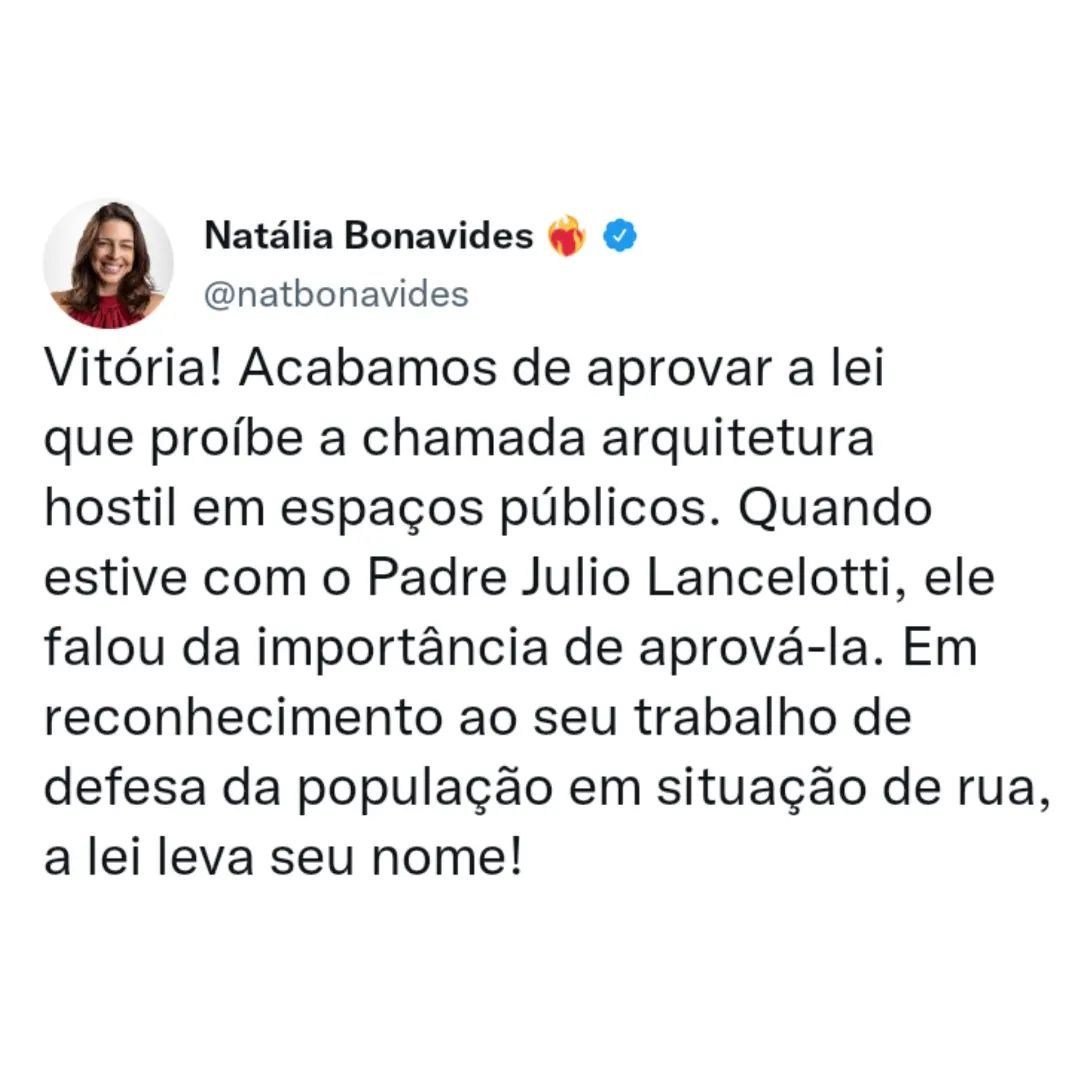 Natália Bonavides ❤️‍🔥
@natbonavides
Vitória! Acabamos de aprovar a lei
que proíbe a chamada arquitetura
hostil em espaços públicos. Quando
estive com o Padre Julio Lancelotti, ele
falou da importância de aprová-la. Em
reconhecimento ao seu trabalho de
defesa da população em situação de rua,
a lei leva seu nome!